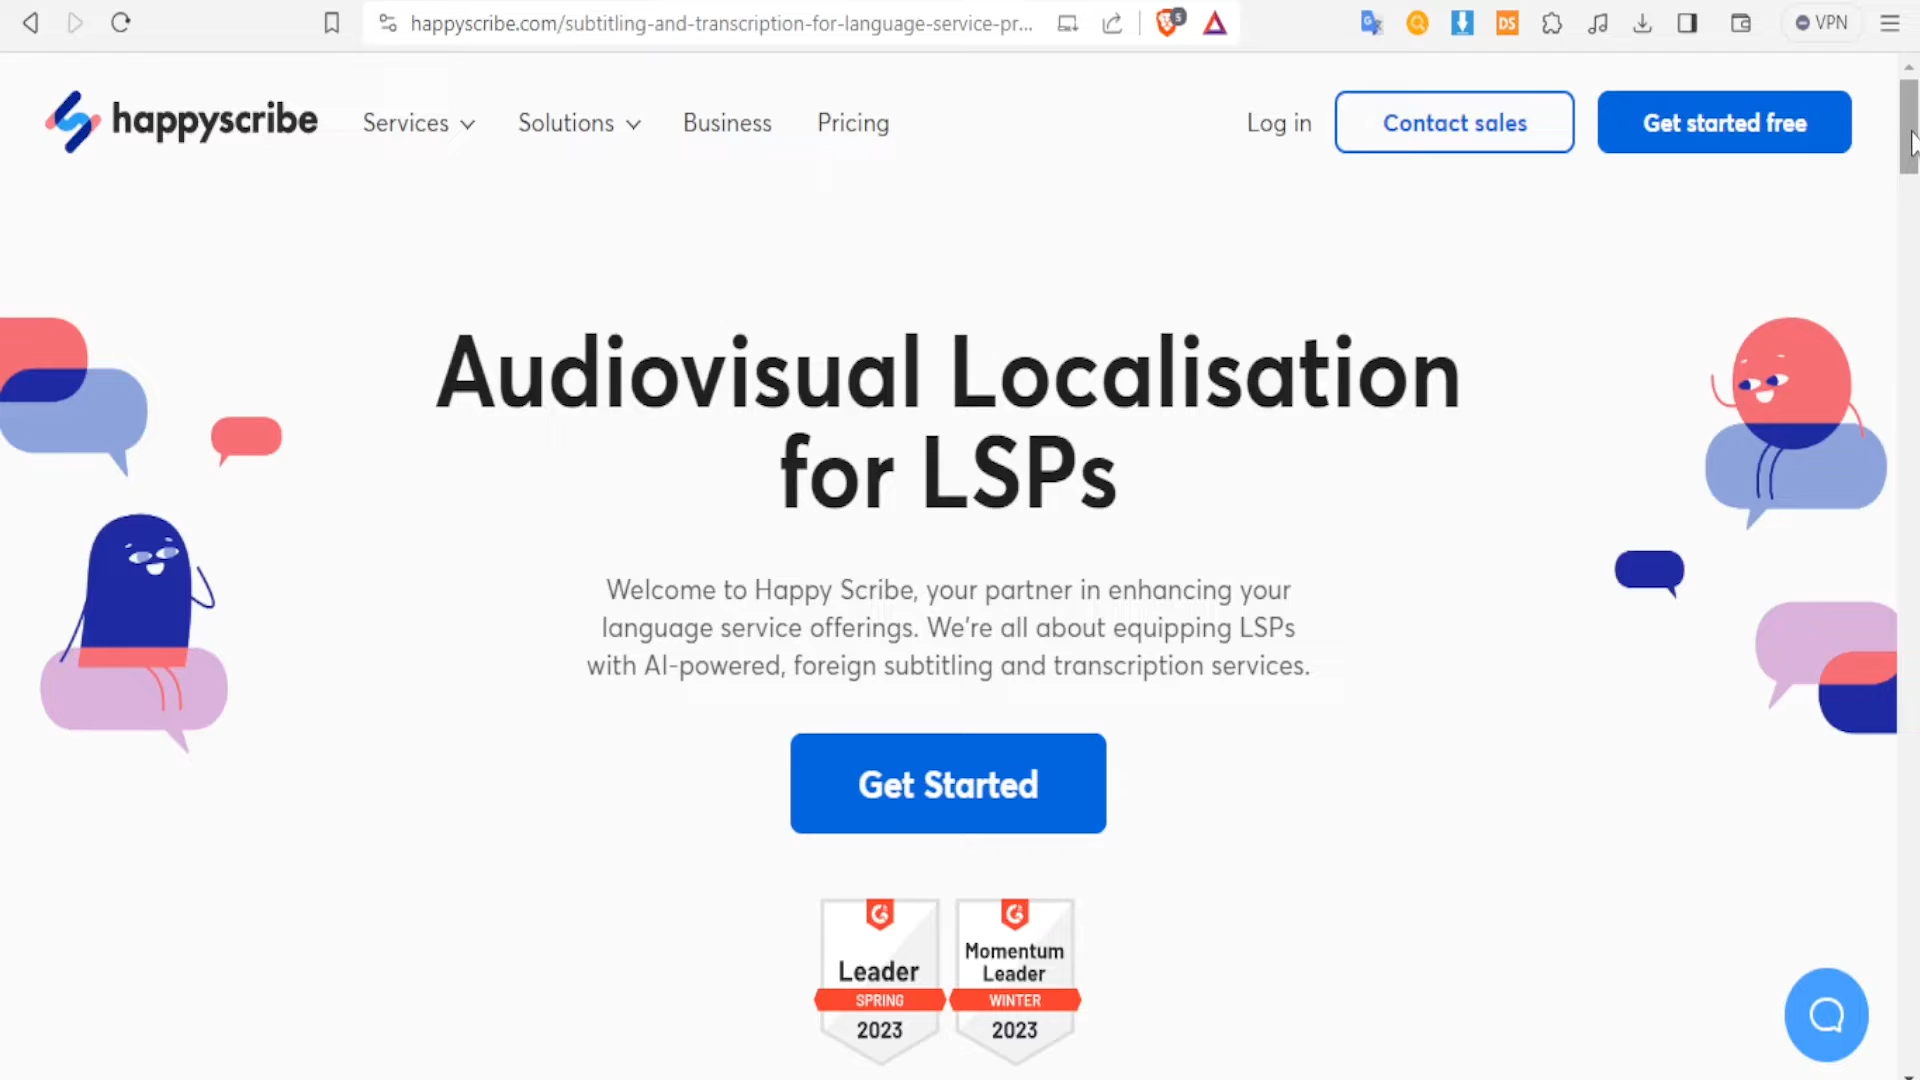 happyscribe.com/subtitling-and-transcription-for-language-service-pr...
5
DS
VPN
happyscribe
Services
Solutions
Business
Pricing
Log in
Contact sales
Get started free
Audiovisual Localisation
for LSPs
Welcome to Happy Scribe, your partner in enhancing your
language service offerings. We're all about equipping LSPs
with AI-powered, foreign subtitling and transcription services.
Get Started
Leader
SPRING
2023
Momentum
Leader
WINTER
2023